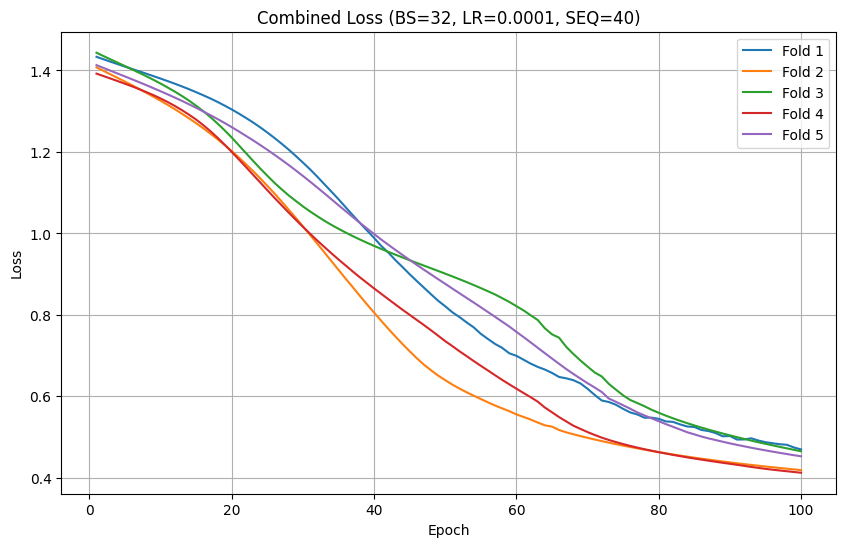 Combined Loss (BS=32, LR=0.0001, SEQ=40)
Fold 1
Fold 2
Fold 3
Fold 4
Fold 5
Loss
1.4
1.2
1.0
0.8
0.6
0.4
0 20 40 60 80 100
Epoch